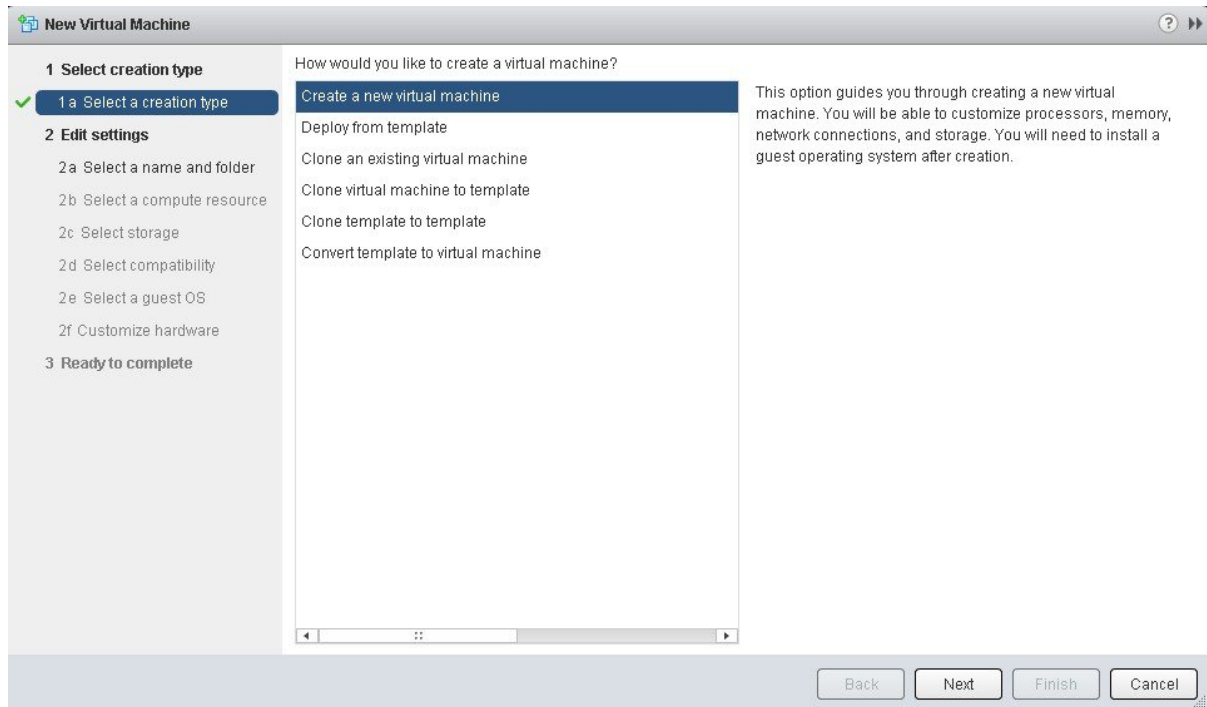 New Virtual Machine
1 Select creation type
1a Select a creation type
2 Edit settings
2a Select a name and folder
2b Select a compute resource
2c Select storage
2d Select compatibility
2e Select a guest OS
2f Customize hardware
3 Ready to complete
How would you like to create a virtual machine?
Create a new virtual machine
Deploy from template
Clone an existing virtual machine
Clone virtual machine to template
Clone template to template
Convert template to virtual machine
This option guides you through creating a new virtual
machine. You will be able to customize processors, memory,
network connections, and storage. You will need to install a
guest operating system after creation.
Back Next Finish Cancel